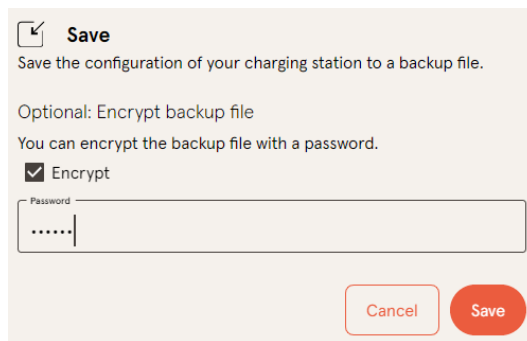 Save
Save the configuration of your charging station to a backup file.
Optional: Encrypt backup file
You can encrypt the backup file with a password.
Encrypt
Password
••••••
Cancel
Save